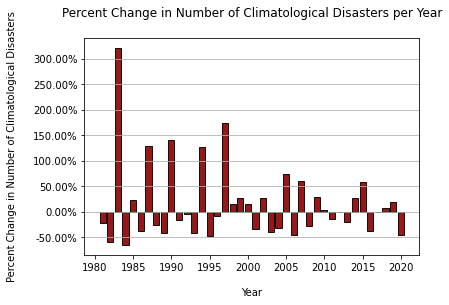 Percent Change in Number of Climatological Disasters per Year
Percent Change in Number of Climatological Disasters
300.00%
250.00%
200.00%
150.00%
100.00%
50.00%
0.00%
-50.00%
1980 1985 1990 1995 2000 2005 2010 2015 2020
Year